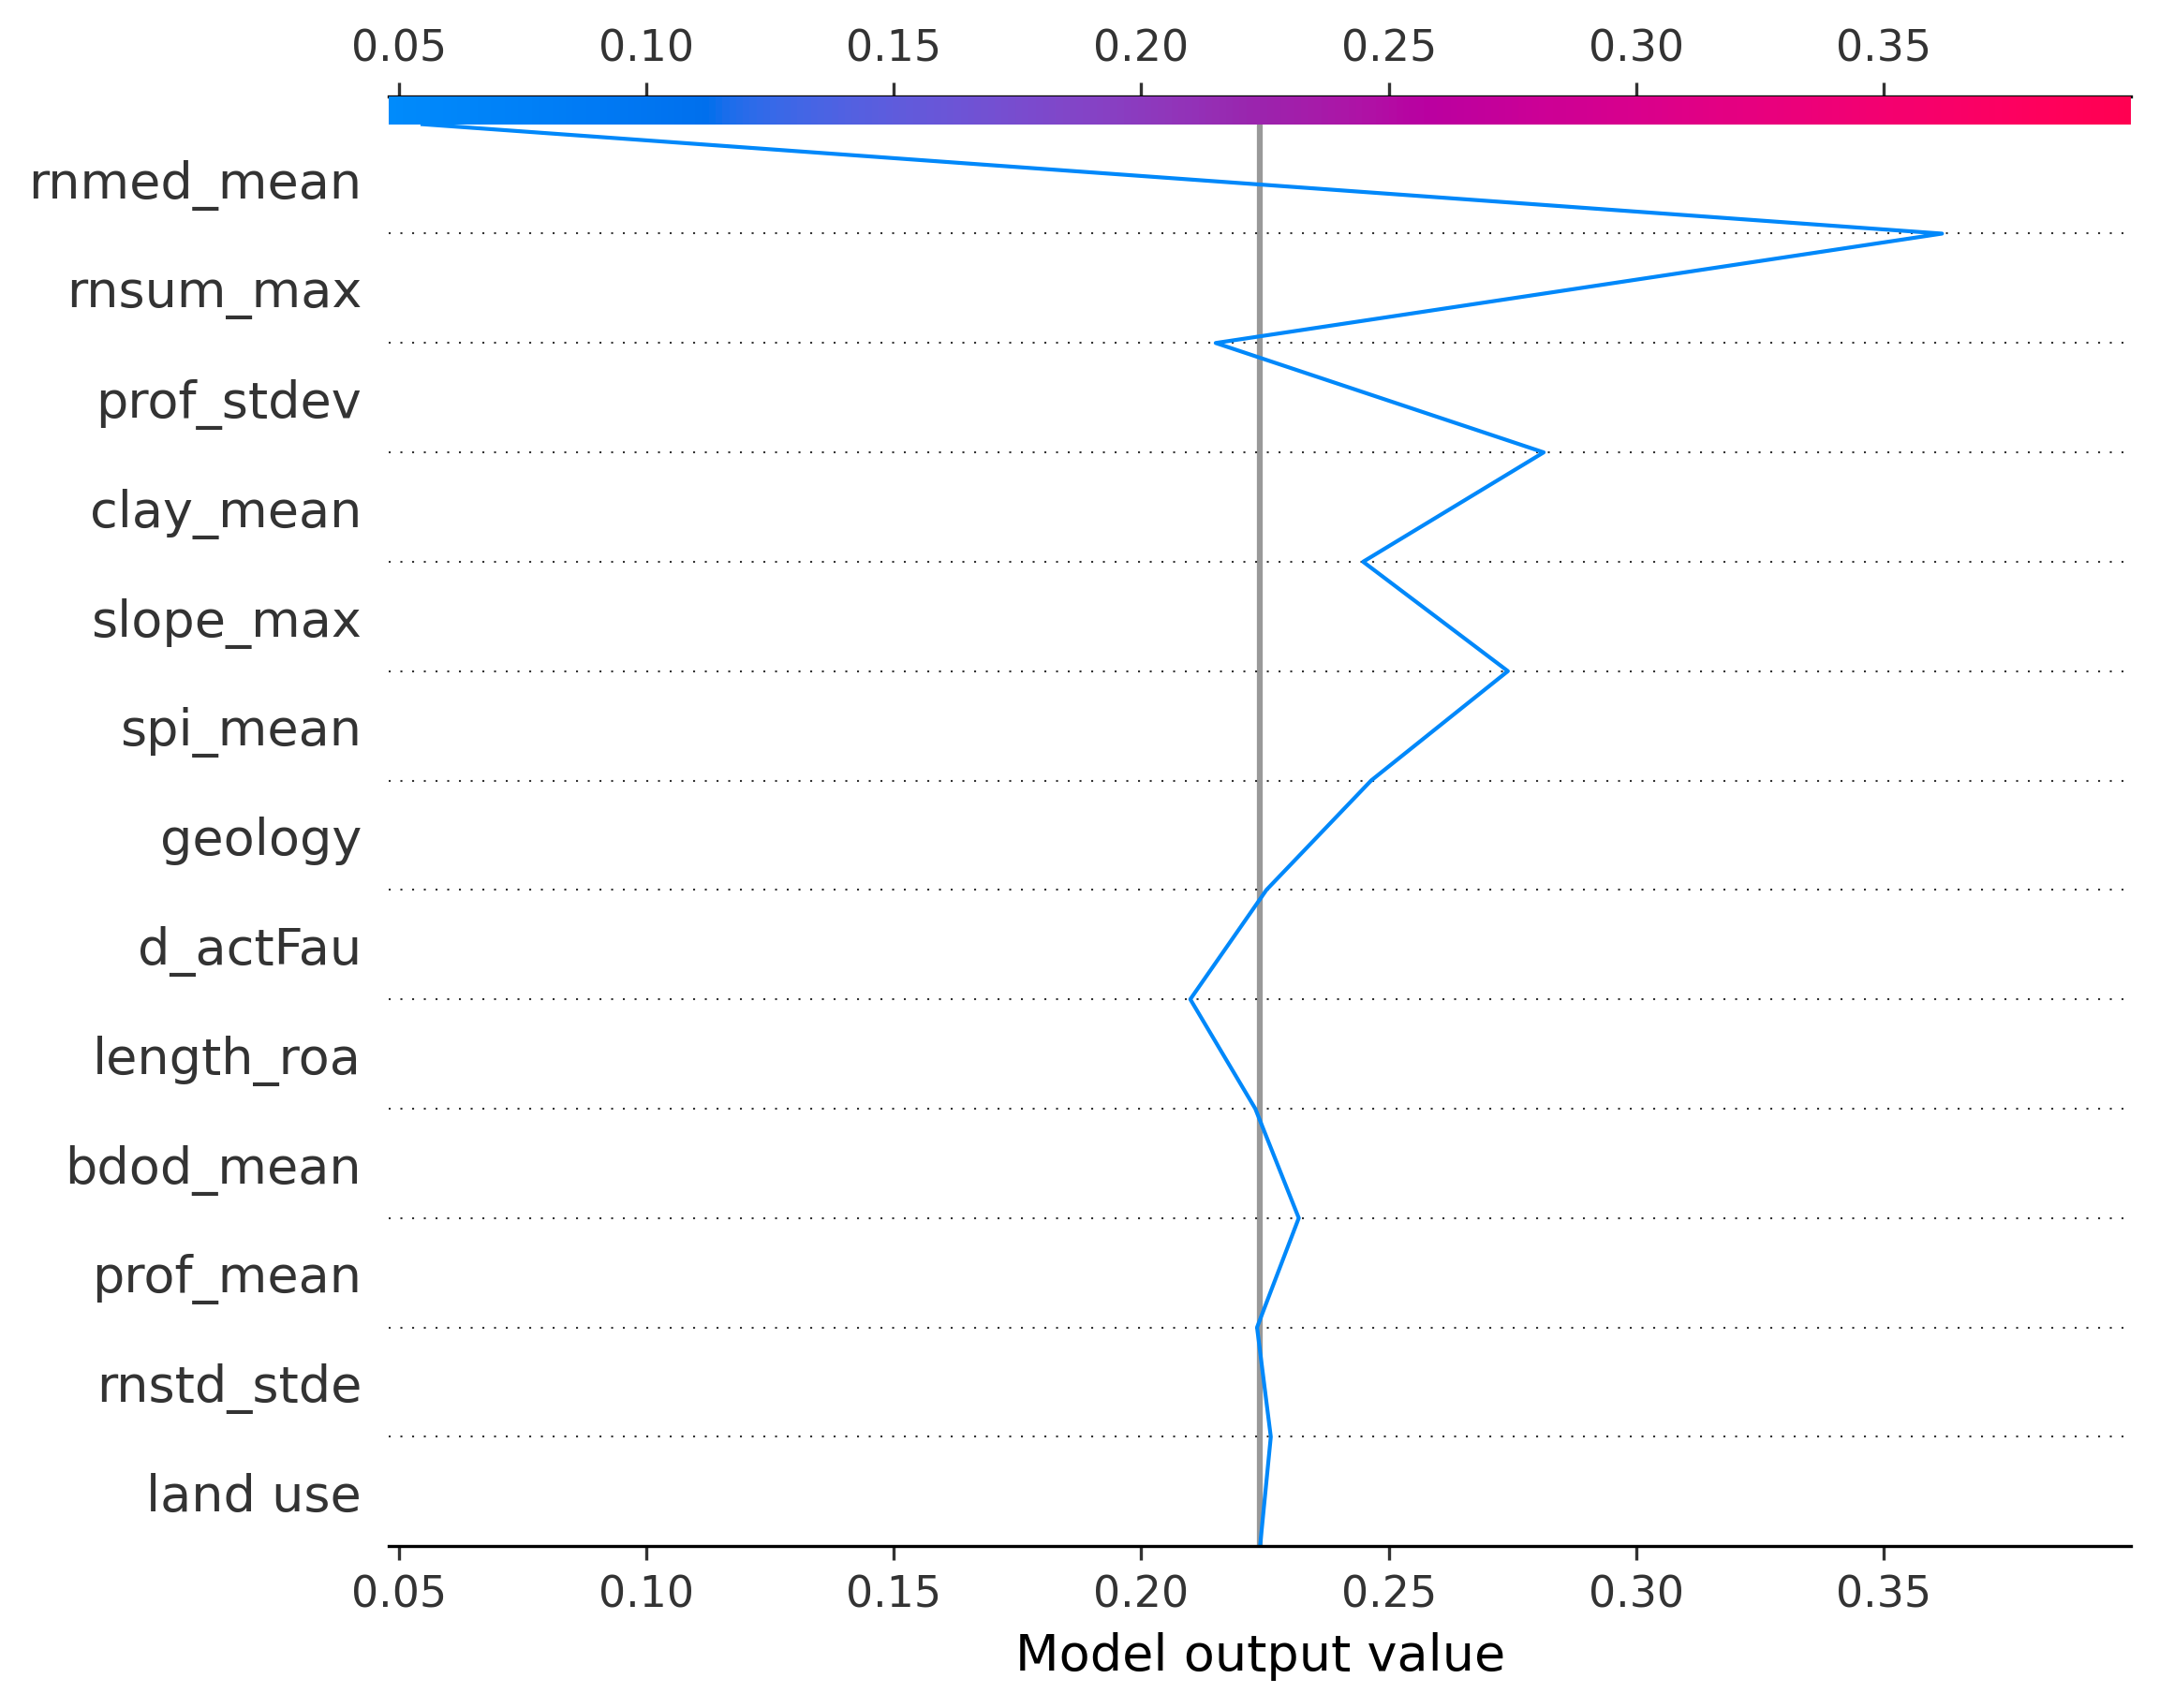 0.05 0.10 0.15 0.20 0.25 0.30 0.35
rnmed_mean
rnsum_max
prof_stdev
clay_mean
slope_max
spi_mean
geology
d_actFau
length_roa
bdod_mean
prof_mean
rnstd_stde
land use
0.05 0.10 0.15 0.20 0.25 0.30 0.35
Model output value